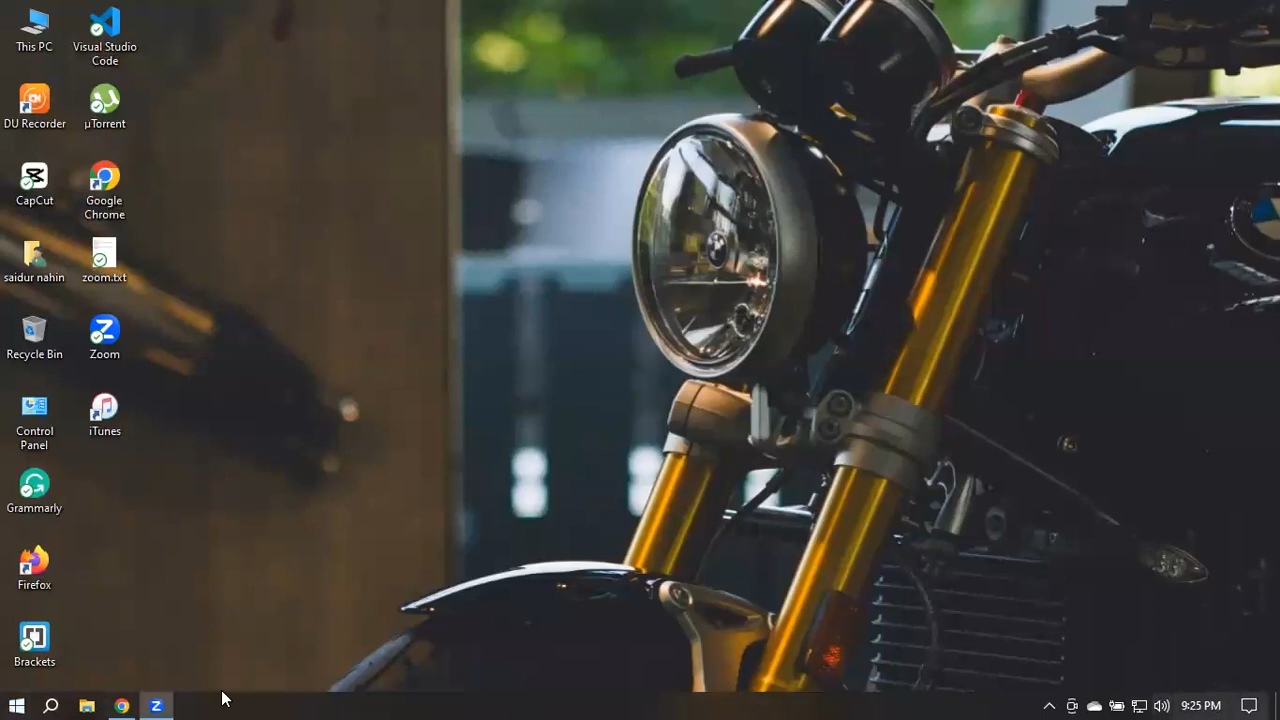 This PC
Visual Studio
Code
DU Recorder
µTorrent
CapCut
Google
Chrome
saidur nahin
zoom.txt
Recycle Bin
Zoom
Control
Panel
iTunes
Grammarly
Firefox
Brackets
9:25 PM